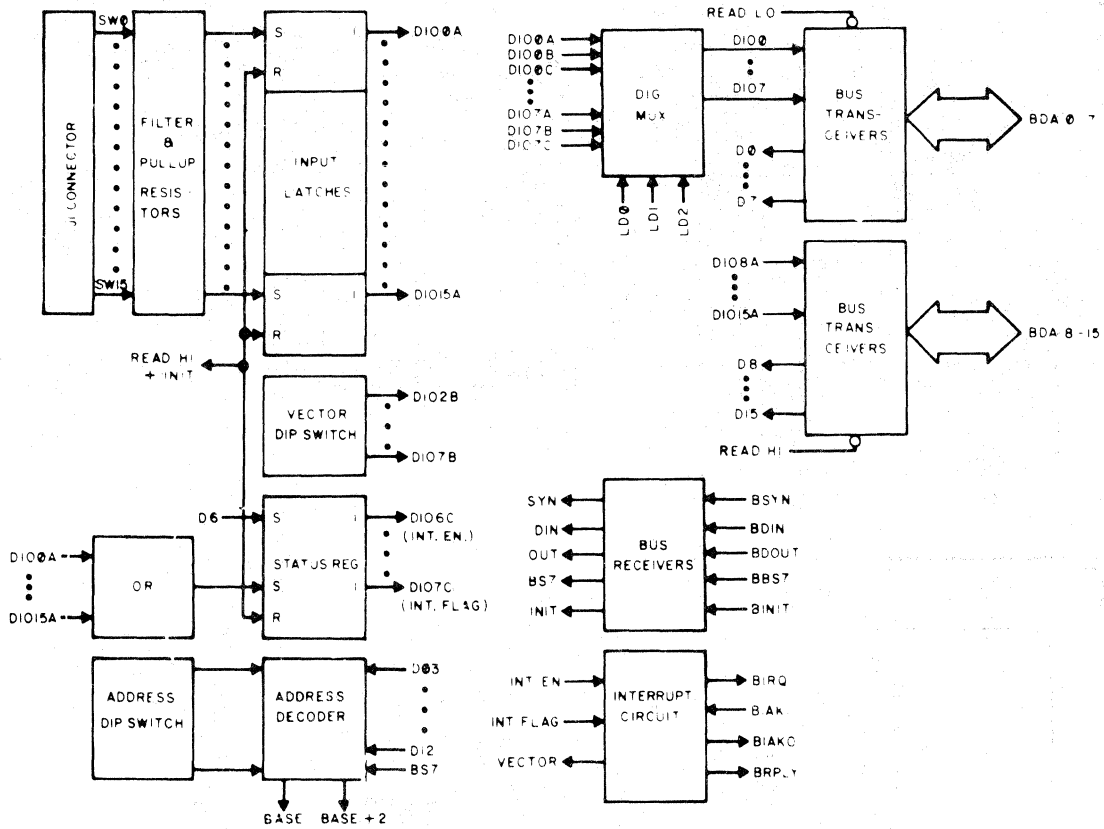 J1 CONNECTOR
SW0
SW15
FILTER
&
PULLUP
RESIS-
TORS
S
1
R
INPUT
LATCHES
S
1
R
DIO0A
DIO15A
READ HI
+ INIT
VECTOR
DIP SWITCH
DIO2B
DIO7B
D6
S
1
STATUS REG
S
1
R
DIO6C
(INT. EN.)
DIO7C
(INT. FLAG)
DIO0A
DIO15A
OR
ADDRESS
DIP SWITCH
ADDRESS
DECODER
D03
D12
BS7
BASE
BASE +2
DIO0A
DIO0B
DIO0C
DIO7A
DIO7B
DIO7C
DIG
MUX
LD0
LD1
LD2
READ LO
DIO0
DIO7
D0
D7
BUS
TRANS-
CEIVERS
BDA 0-7
DIO8A
DIO15A
D8
D15
BUS
TRANS
CEIVERS
BDA 8-15
READ HI
SYN
DIN
OUT
BS7
INIT
BUS
RECEIVERS
BSYN
BDIN
BDOUT
BBS7
BINIT
INT EN
INT FLAG
VECTOR
INTERRUPT
CIRCUIT
BIRQ
BIAKO
BRPLY